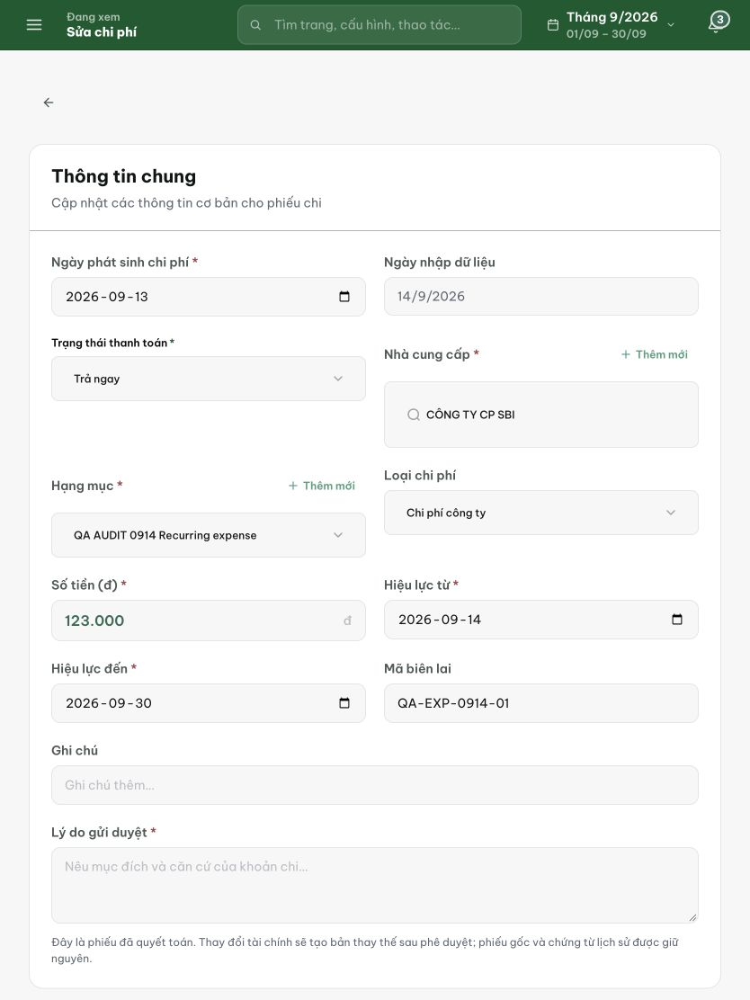 Đang xem
Sửa chi phí
Tìm trang, cấu hình, thao tác...
Tháng 9/2026
01/09 – 30/09
3
Thông tin chung
Cập nhật các thông tin cơ bản cho phiếu chi
Ngày phát sinh chi phí *
2026-09-13
Ngày nhập dữ liệu
14/9/2026
Trạng thái thanh toán *
Trả ngay
Nhà cung cấp *
+ Thêm mới
CÔNG TY CP SBI
Hạng mục *
+ Thêm mới
QA AUDIT 0914 Recurring expense
Loại chi phí
Chi phí công ty
Số tiền (đ) *
123.000
đ
Hiệu lực từ *
2026-09-14
Hiệu lực đến *
2026-09-30
Mã biên lai
QA-EXP-0914-01
Ghi chú
Ghi chú thêm...
Lý do gửi duyệt *
Nêu mục đích và căn cứ của khoản chi...
Đây là phiếu đã quyết toán. Thay đổi tài chính sẽ tạo bản thay thế sau phê duyệt; phiếu gốc và chứng từ lịch sử được giữ
nguyên.